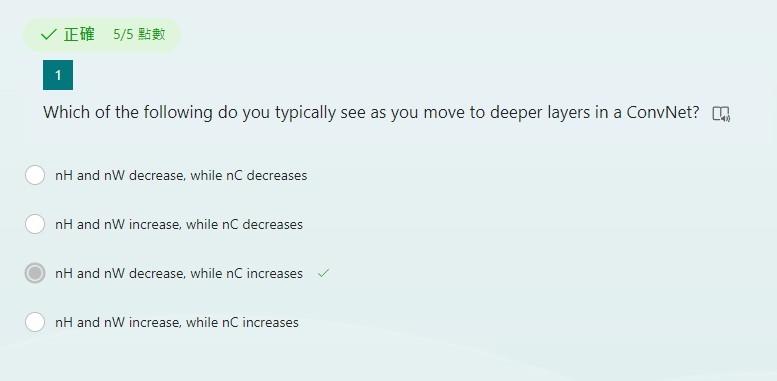 正確 5/5 點數
1
Which of the following do you typically see as you move to deeper layers in a ConvNet?
nH and nW decrease, while nC decreases
nH and nW increase, while nC decreases
nH and nW decrease, while nC increases
nH and nW increase, while nC increases